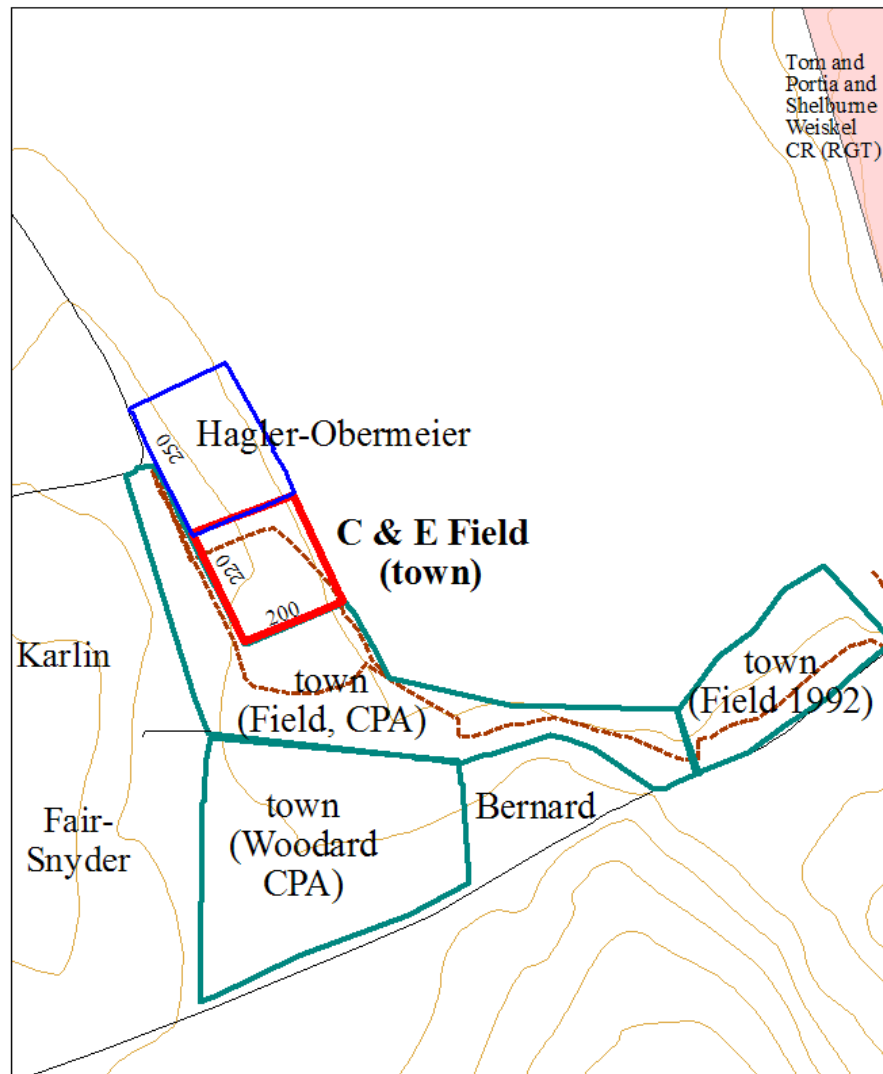 Tom and
Portia and
Shelburne
Weiskel
CR (RGT)
Hagler-Obermeier
250
C & E Field
(town)
220
200
Karlin
town
(Field, CPA)
town
(Field 1992)
town
(Woodard
CPA)
Bernard
Fair-
Snyder